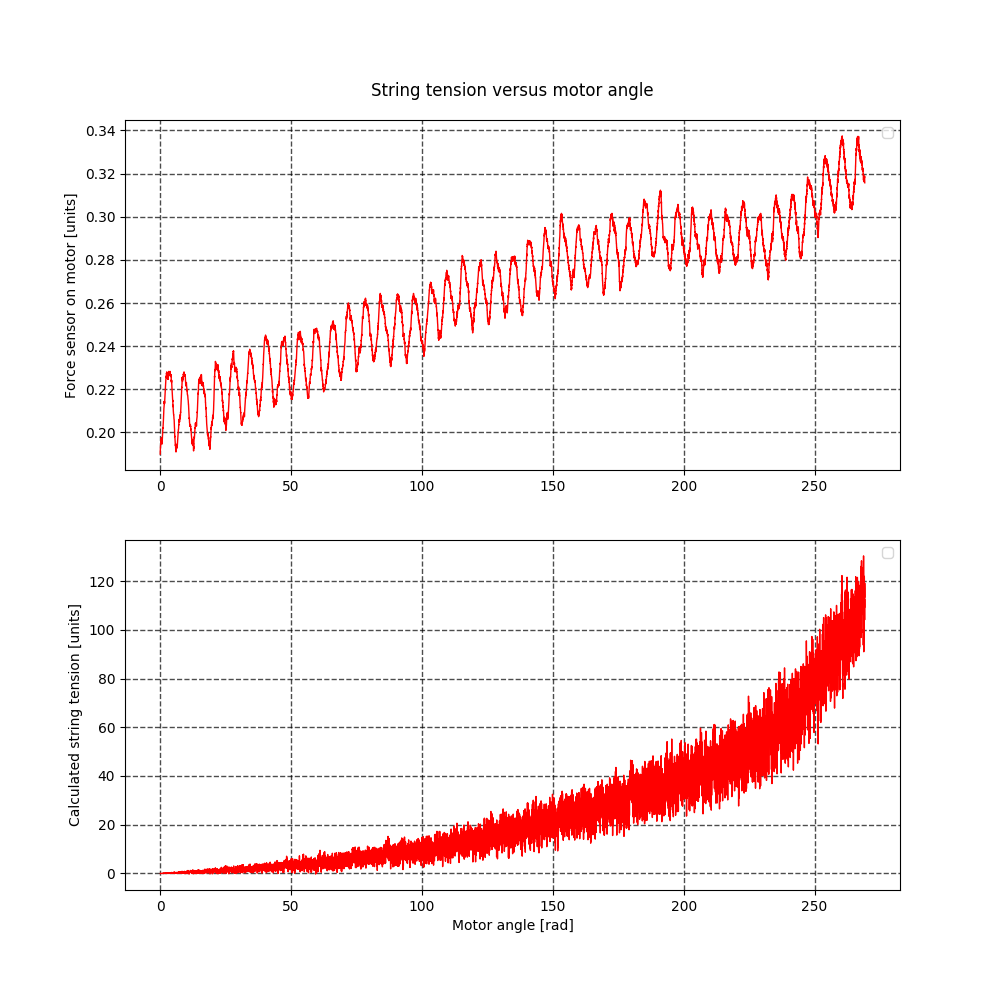 String tension versus motor angle
Force sensor on motor [units]
0.34
0.32
0.30
0.28
0.26
0.24
0.22
0.20
0 50 100 150 200 250
Calculated string tension [units]
120
100
80
60
40
20
0
0 50 100 150 200 250
Motor angle [rad]